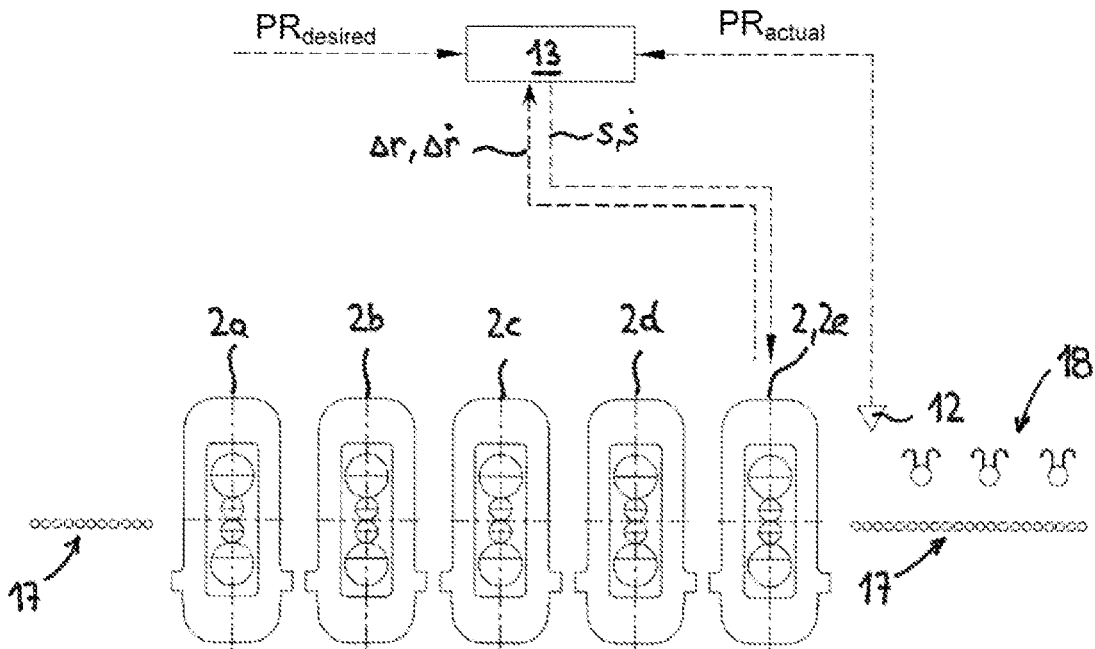 PRdesired
13
PRactual
Δr, Δṙ
s, ṡ
2a
2b
2c
2d
2,2e
12
18
17
17